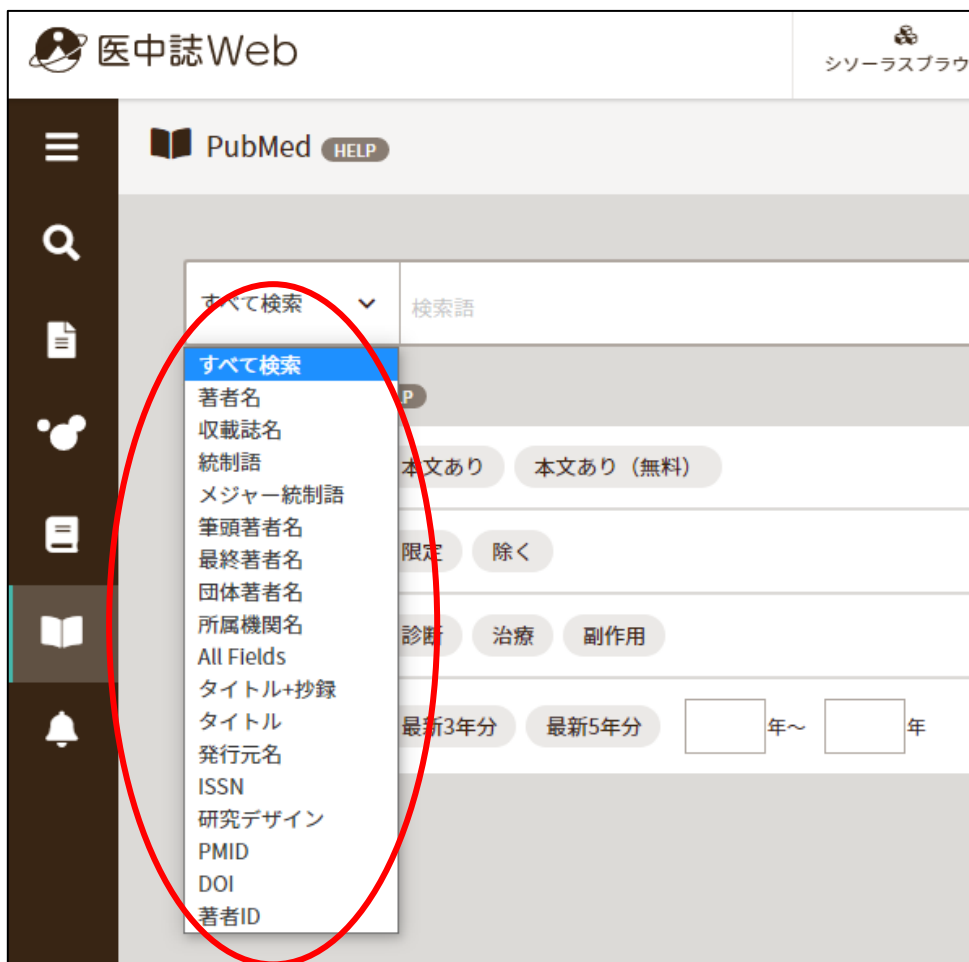 医中誌Web
シソーラスブラウ
PubMed HELP
すべて検索 検索語
すべて検索
著者名
収載誌名
統制語
メジャー統制語
筆頭著者名
最終著者名
団体著者名
所属機関名
All Fields
タイトル+抄録
タイトル
発行元名
ISSN
研究デザイン
PMID
DOI
著者ID
P
本文あり 本文あり（無料）
限定 除く
診断 治療 副作用
最新3年分 最新5年分 年～ 年